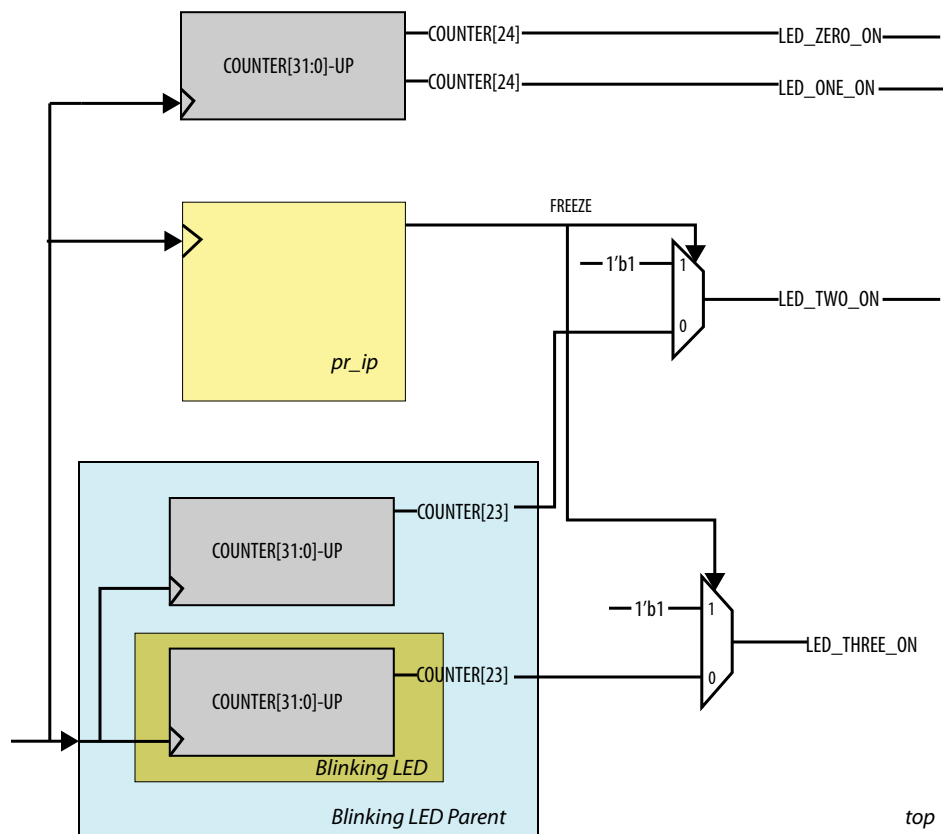 COUNTER[24]
LED_ZERO_ON
COUNTER[31:0]-UP
COUNTER[24]
LED_ONE_ON
FREEZE
1’b1
1
LED_TWO_ON
0
pr_ip
COUNTER[23]
COUNTER[31:0]-UP
1’b1
1
LED_THREE_ON
COUNTER[23]
0
COUNTER[31:0]-UP
Blinking LED
Blinking LED Parent
top